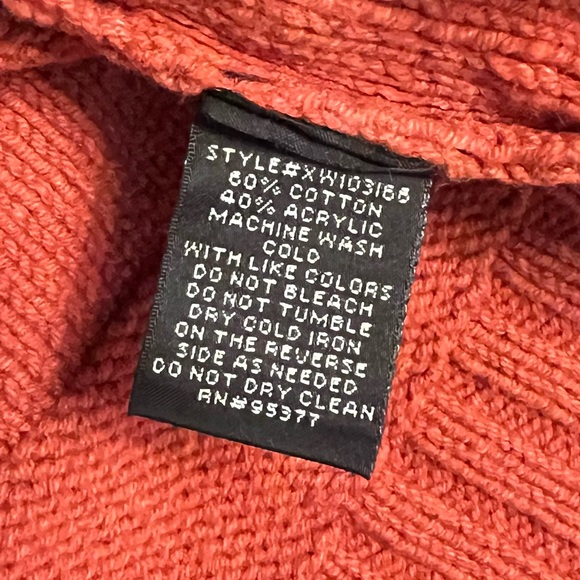 STYLE#XW103166
60% COTTON
40% ACRYLIC
MACHINE WASH
COLD
WITH LIKE COLORS
DO NOT BLEACH
DO NOT TUMBLE
DRY COLD IRON
ON THE REVERSE
SIDE AS NEEDED
DO NOT DRY CLEAN
RN#95377